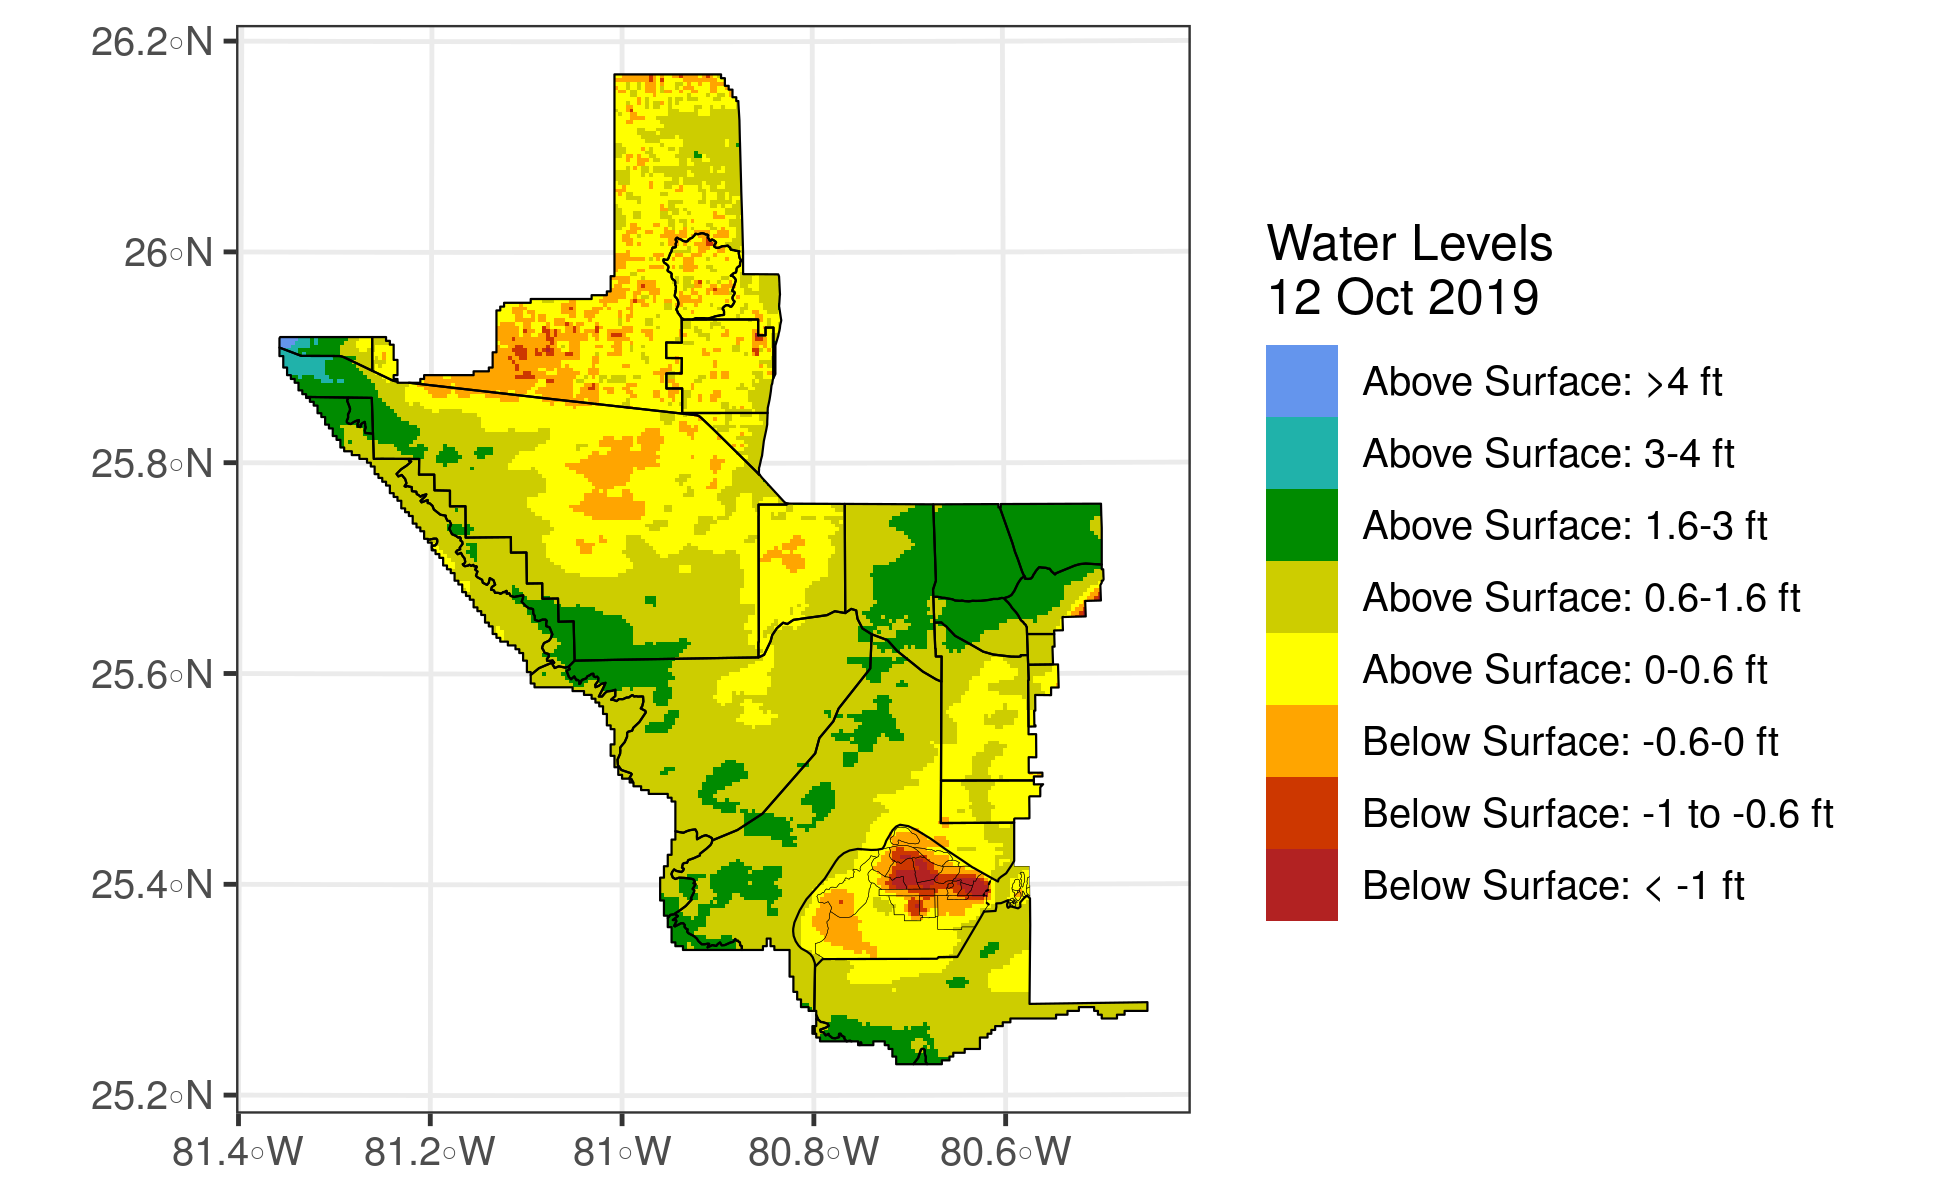 26.2°N
26°N
25.8°N
25.6°N
25.4°N
25.2°N
81.4°W 81.2°W 81°W 80.8°W 80.6°W
Water Levels
12 Oct 2019
Above Surface: >4 ft
Above Surface: 3-4 ft
Above Surface: 1.6-3 ft
Above Surface: 0.6-1.6 ft
Above Surface: 0-0.6 ft
Below Surface: -0.6-0 ft
Below Surface: -1 to -0.6 ft
Below Surface: < -1 ft